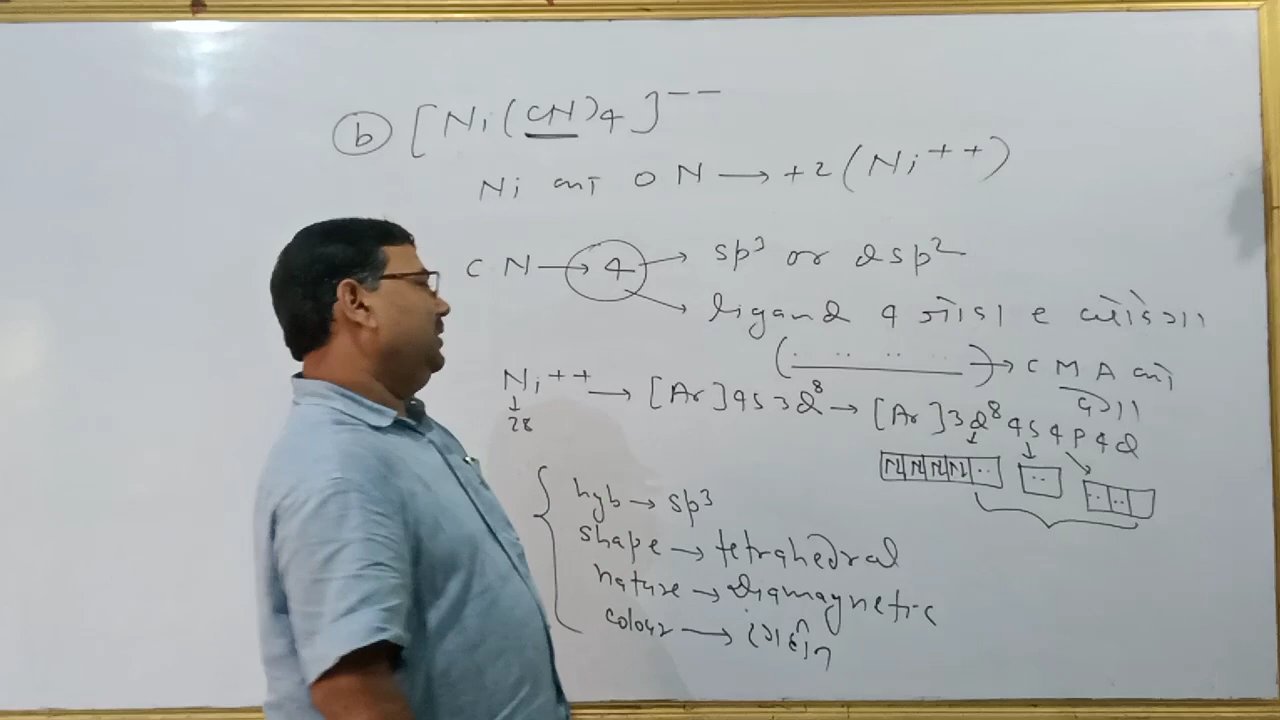 b [Ni(CN)4]--
Ni का ON → +2 (Ni++)
CN → 4 → sp³ or dsp²
ligand 4 जोडा e
(.. .. .. ..) → CMA का
Ni++ → [Ar] 4s 3d⁸ → [Ar] 3d⁸ 4s 4p 4d
28
hyb → sp³
shape → tetrahedral
nature → diamagnetic
colour →